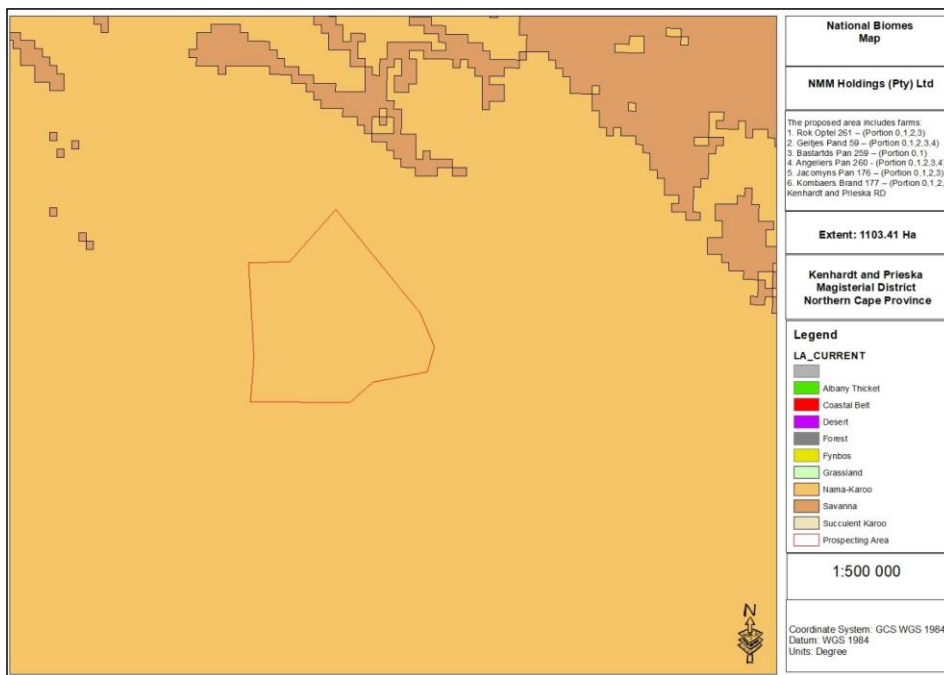 National Biomes
Map
NMM Holdings (Pty) Ltd
The proposed area includes farms:
1. Rok Optel 261 – (Portion 0,1,2,3)
2. Geitjes Pand 59 – (Portion 0,1,2,3,4)
3. Bastartds Pan 259 – (Portion 0,1)
4. Angeliers Pan 260 - (Portion 0,1,2,3,4
5. Jacomyns Pan 176 – (Portion 0,1,2,3)
6. Kombaers Brand 177 – (Portion 0,1,2,
Kenhardt and Prieska RD
Extent: 1103.41 Ha
Kenhardt and Prieska
Magisterial District
Northern Cape Province
Legend
LA_CURRENT
Albany Thicket
Coastal Belt
Desert
Forest
Fynbos
Grassland
Nama-Karoo
Savanna
Succulent Karoo
Prospecting Area
1:500 000
N
Coordinate System: GCS WGS 1984
Datum: WGS 1984
Units: Degree